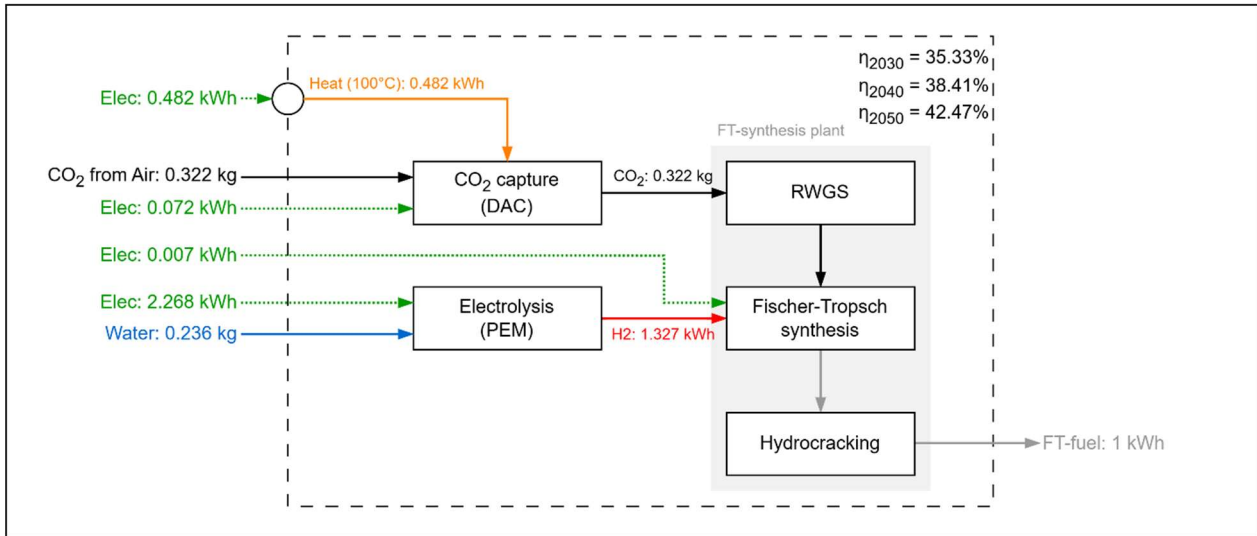 η2030 = 35.33%
η2040 = 38.41%
η2050 = 42.47%
Heat (100°C): 0.482 kWh
Elec: 0.482 kWh
FT-synthesis plant
CO2 from Air: 0.322 kg
CO2 capture
(DAC)
CO2: 0.322 kg
RWGS
Elec: 0.072 kWh
Elec: 0.007 kWh
Elec: 2.268 kWh
Water: 0.236 kg
Electrolysis
(PEM)
H2: 1.327 kWh
Fischer-Tropsch
synthesis
Hydrocracking
FT-fuel: 1 kWh